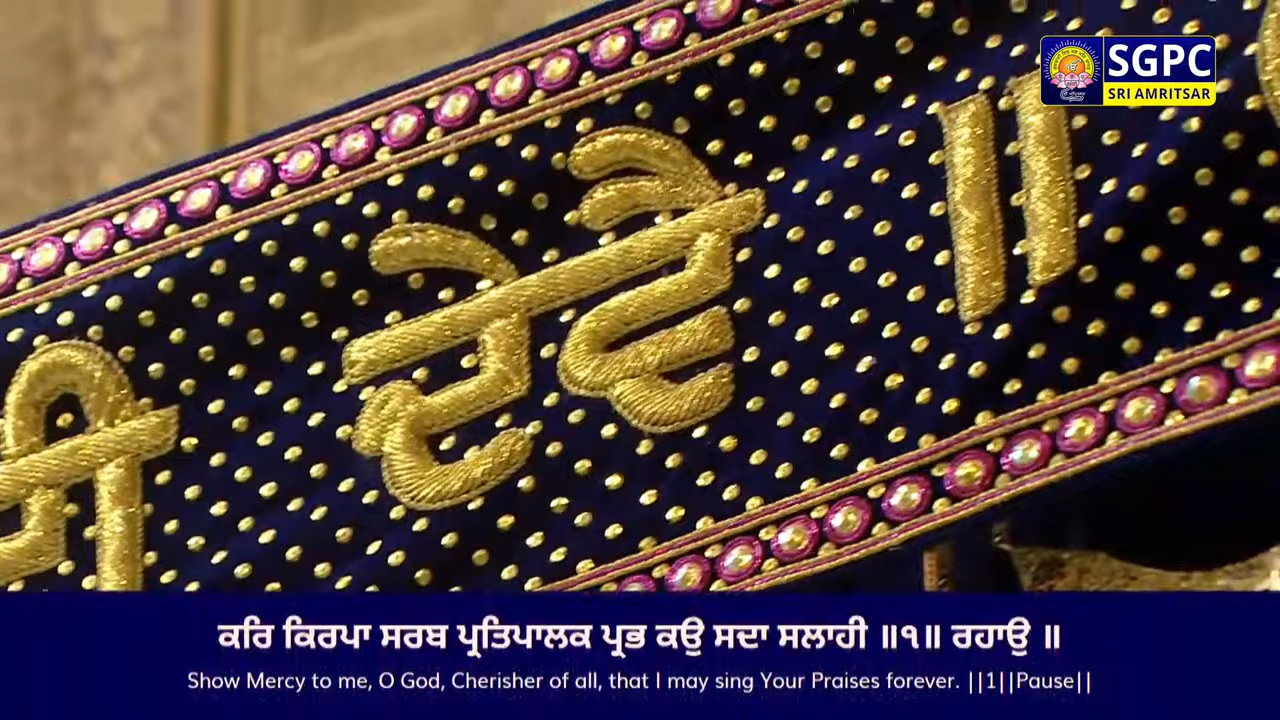 SGPC
SRI AMRITSAR
ਦੇਵੈ ॥
ਕਰਿ ਕਿਰਪਾ ਸਰਬ ਪ੍ਰਤਿਪਾਲਕ ਪ੍ਰਭ ਕਉ ਸਦਾ ਸਲਾਹੀ ॥੧॥ ਰਹਾਉ ॥
Show Mercy to me, O God, Cherisher of all, that I may sing Your Praises forever. ||1||Pause||